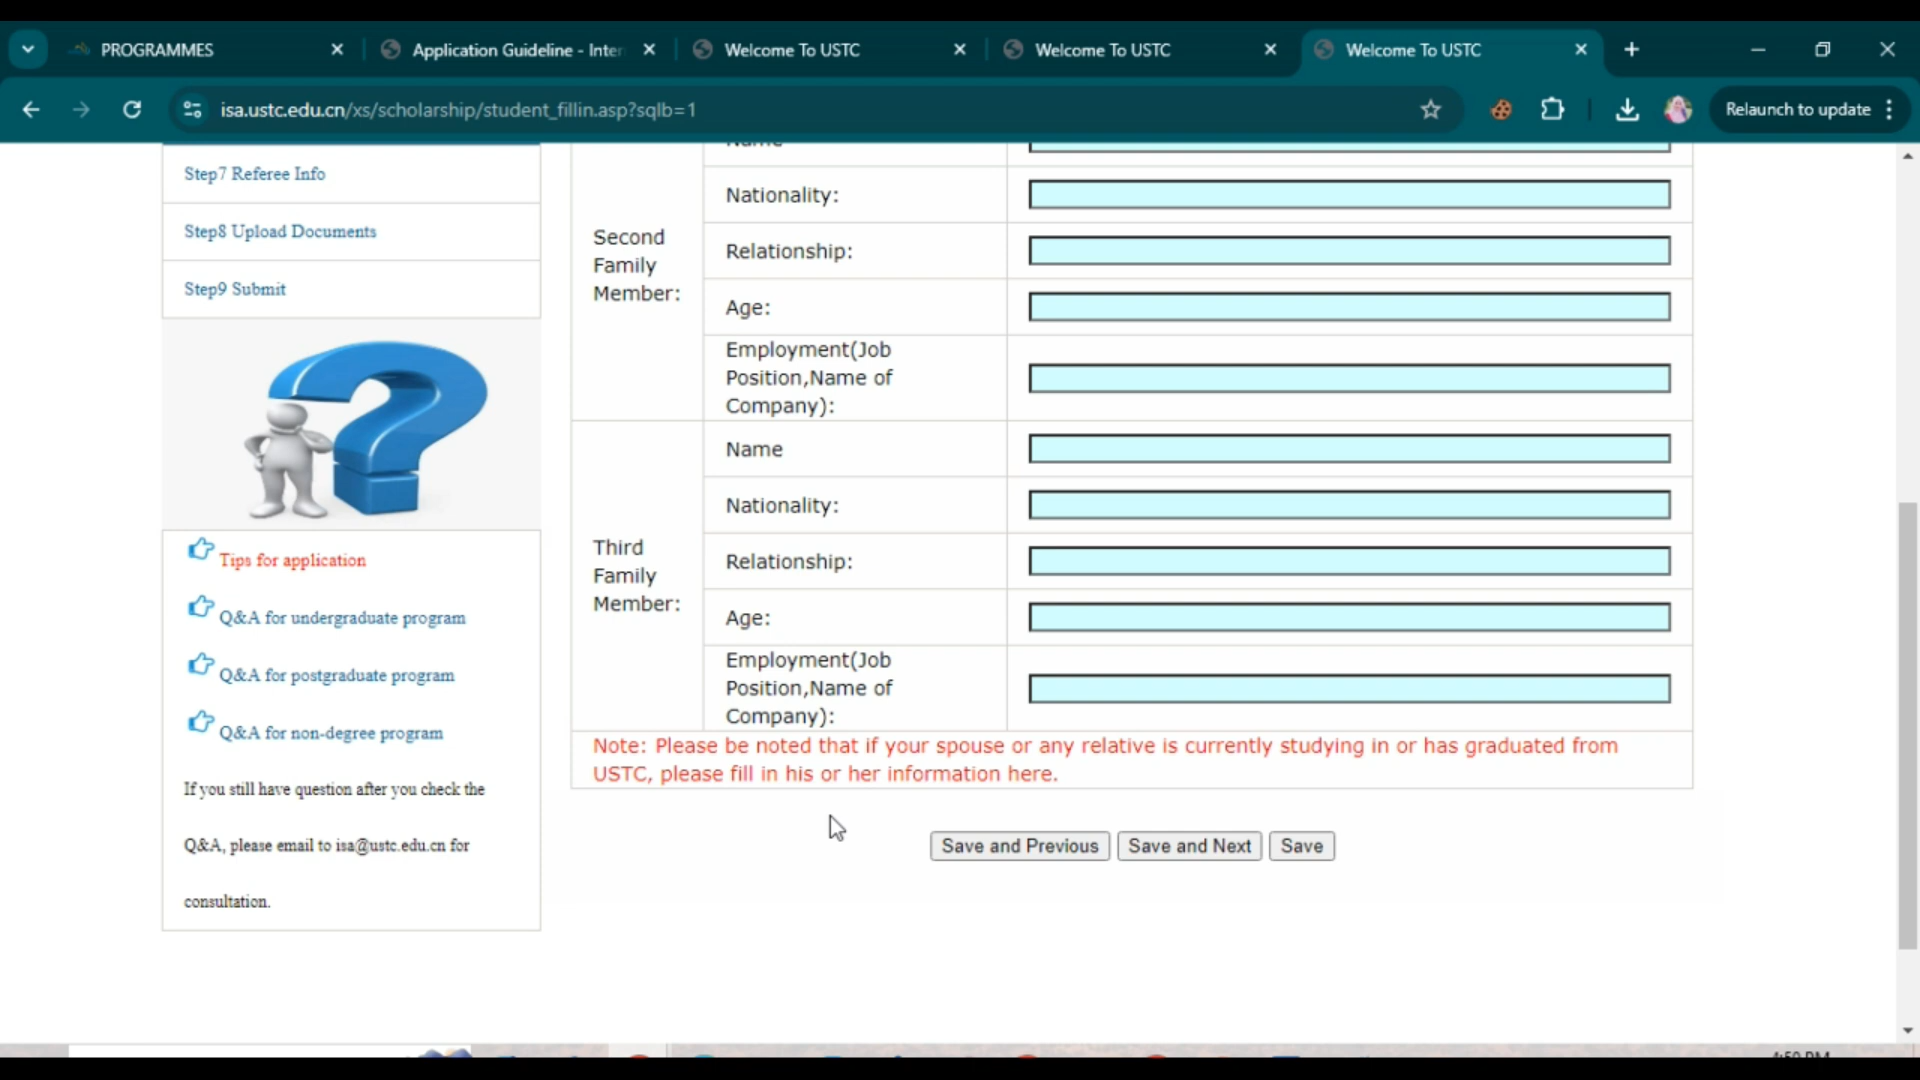 PROGRAMMES
Application Guideline - Inter
Welcome To USTC
Welcome To USTC
Welcome To USTC
isa.ustc.edu.cn/xs/scholarship/student_fillin.asp?sqlb=1
Relaunch to update
Step7 Referee Info
Step8 Upload Documents
Step9 Submit
Tips for application
Q&A for undergraduate program
Q&A for postgraduate program
Q&A for non-degree program
If you still have question after you check the
Q&A, please email to isa@ustc.edu.cn for
consultation.
Name
Second
Family
Member:
Nationality:
Relationship:
Age:
Employment(Job
Position,Name of
Company):
Third
Family
Member:
Name
Nationality:
Relationship:
Age:
Employment(Job
Position,Name of
Company):
Note: Please be noted that if your spouse or any relative is currently studying in or has graduated from
USTC, please fill in his or her information here.
Save and Previous
Save and Next
Save